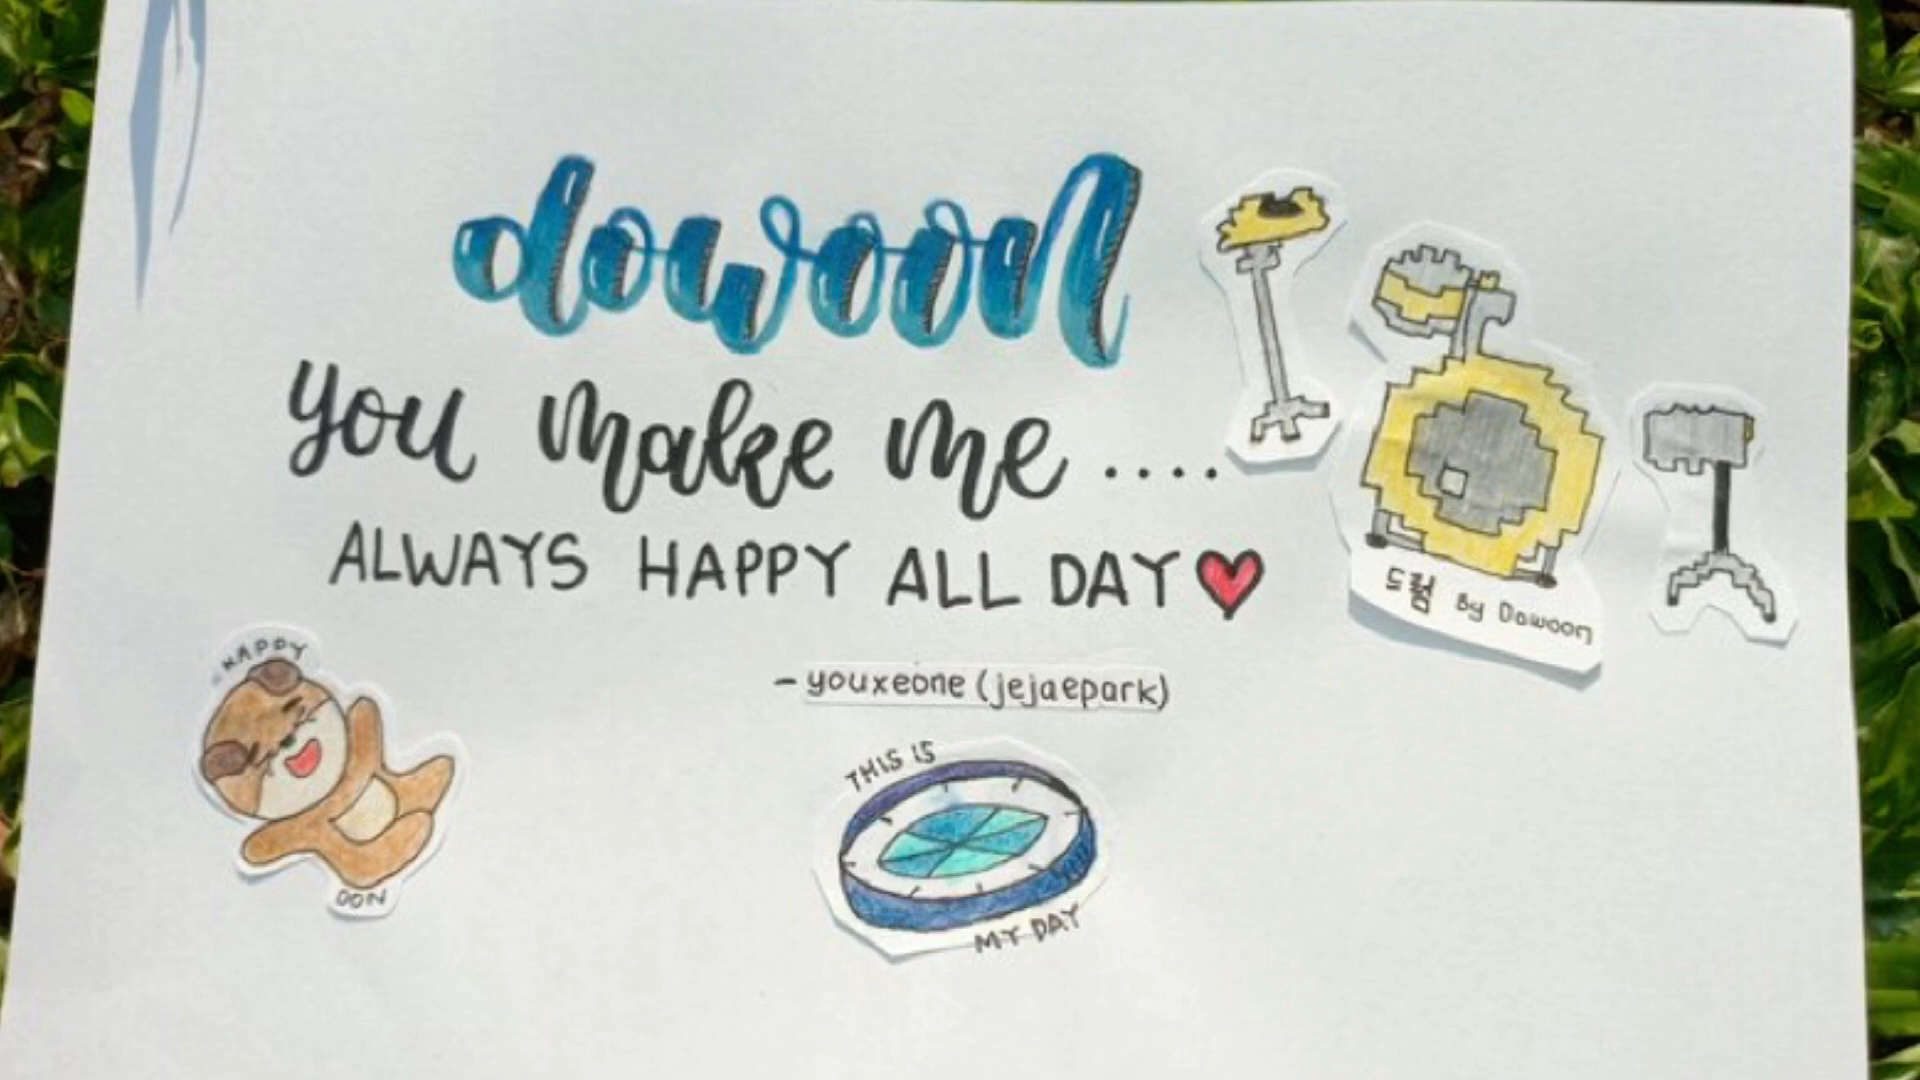 dowoon
you make me ....
ALWAYS HAPPY ALL DAY
드럼 By Dowoon
- youxeone (jejaepark)
HAPPY
DON
THIS IS
MY DAY